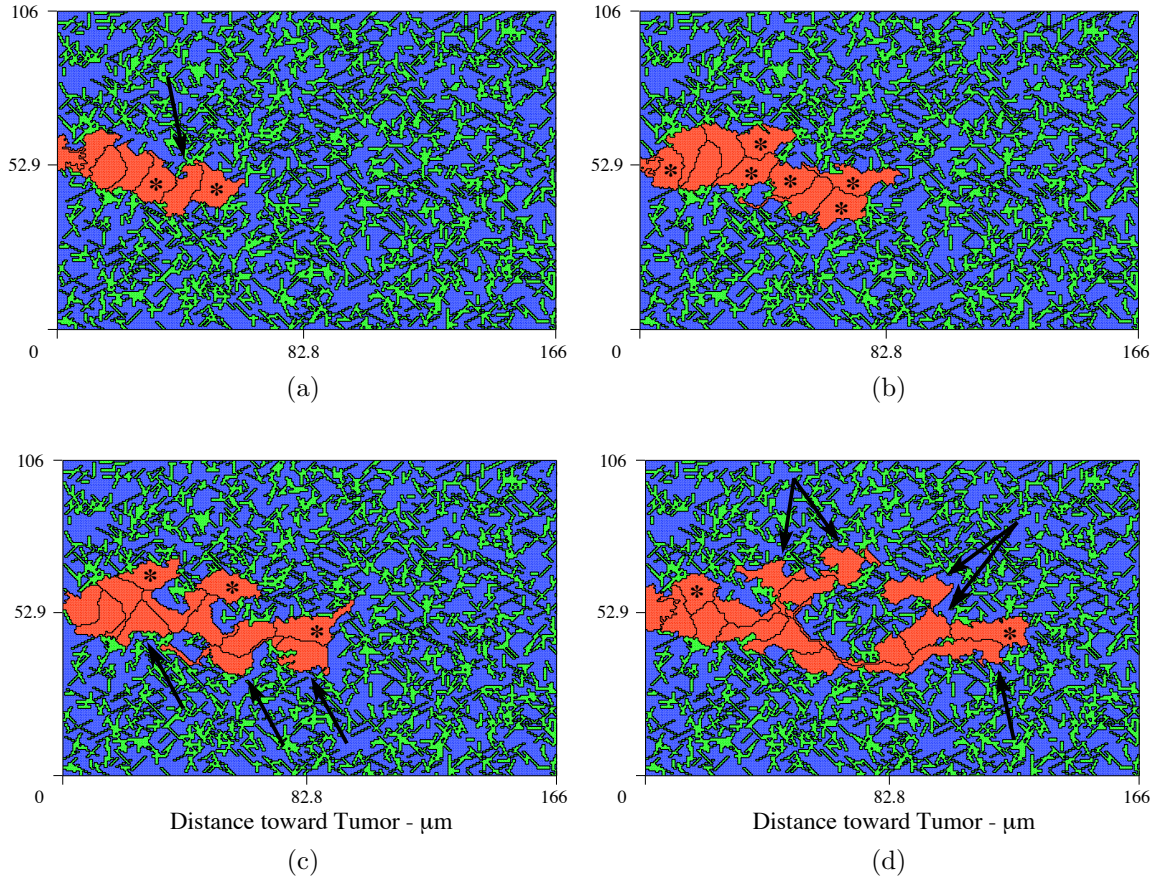 106 106
52.9 52.9
* * * * * * * *
0 82.8 166 0 82.8 166
(a) (b)
106 106
52.9 52.9
* * * * *
0 82.8 166 0 82.8 166
Distance toward Tumor - μm Distance toward Tumor - μm
(c) (d)